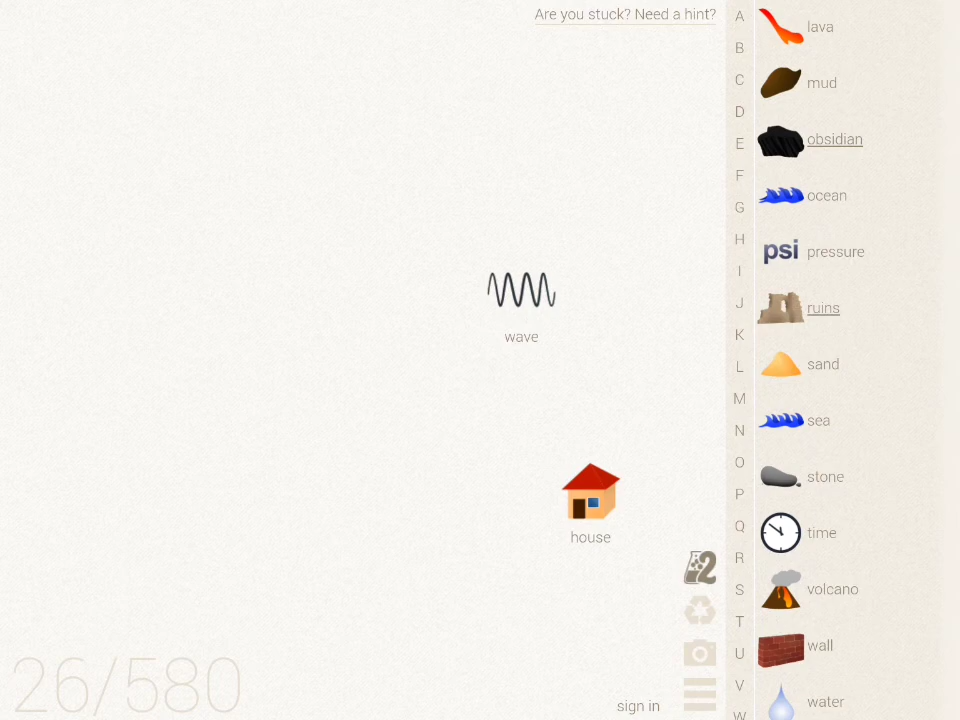 Are you stuck? Need a hint?
wave
house
26/580
sign in
A
B
C
D
E
F
G
H
I
J
K
L
M
N
O
P
Q
R
S
T
U
V
W
lava
mud
obsidian
ocean
psi pressure
ruins
sand
sea
stone
time
volcano
wall
water